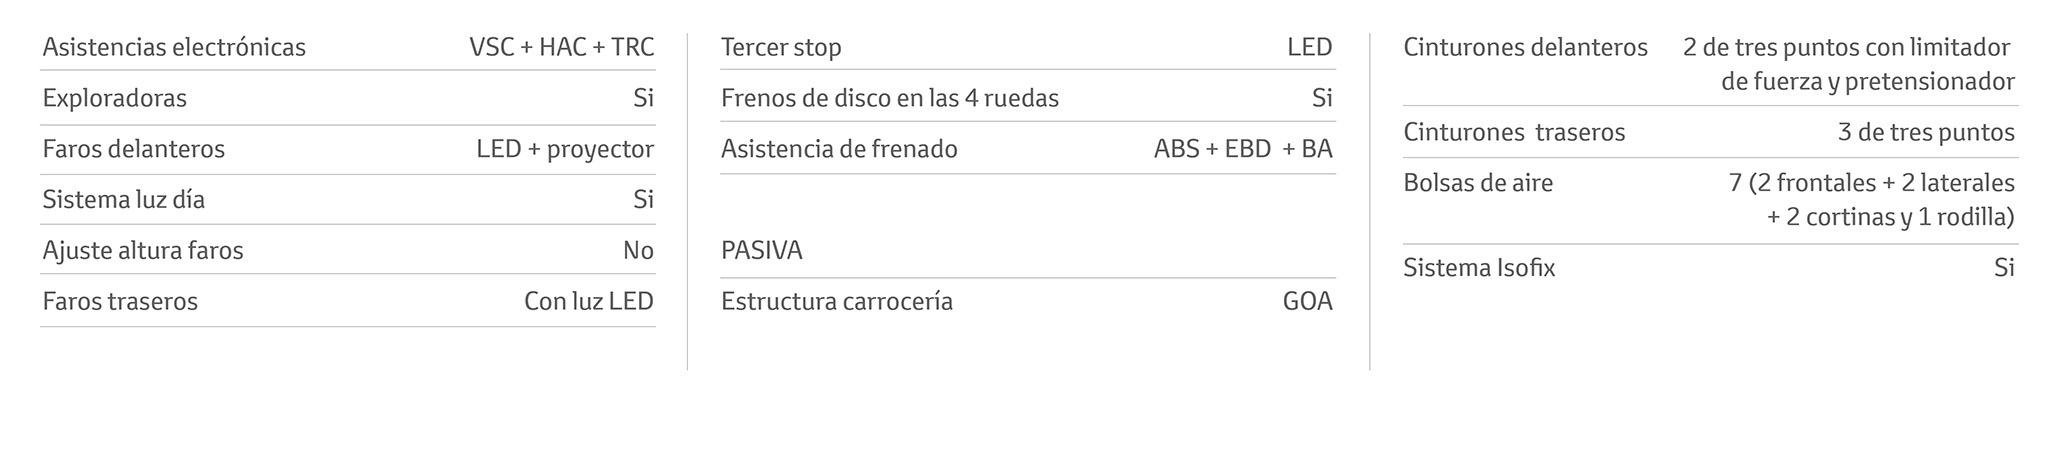 Asistencias electrónicas VSC + HAC + TRC
Exploradoras Si
Faros delanteros LED + proyector
Sistema luz día Si
Ajuste altura faros No
Faros traseros Con luz LED
Tercer stop LED
Frenos de disco en las 4 ruedas Si
Asistencia de frenado ABS + EBD + BA
PASIVA
Estructura carrocería GOA
Cinturones delanteros 2 de tres puntos con limitador
de fuerza y pretensionador
Cinturones traseros 3 de tres puntos
Bolsas de aire 7 (2 frontales + 2 laterales
+ 2 cortinas y 1 rodilla)
Sistema Isofix Si